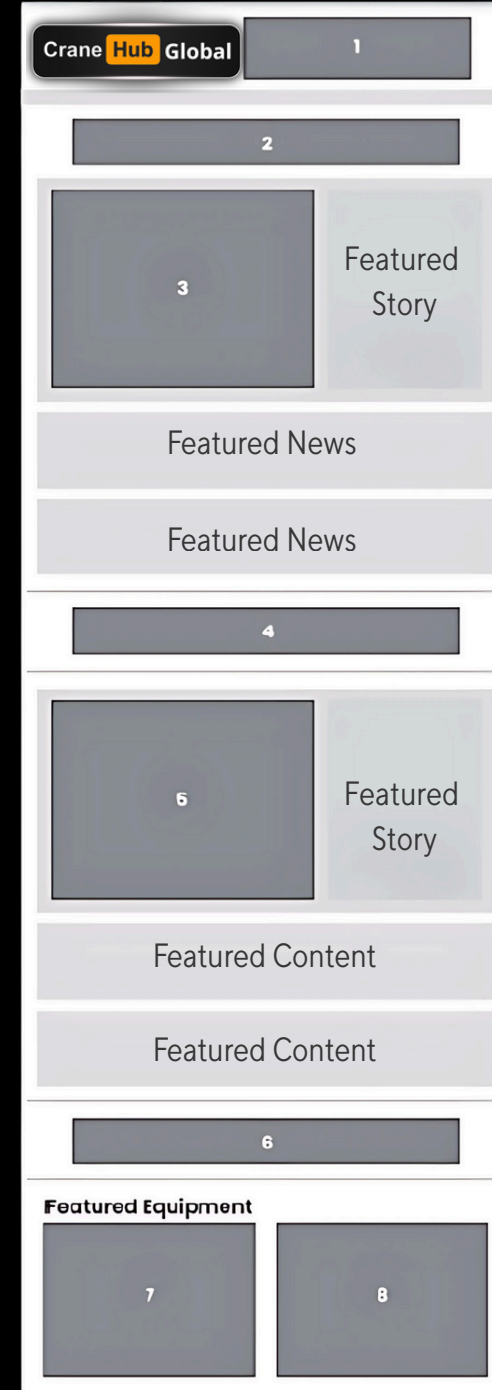 Crane Hub Global
1
2
3
Featured
Story
Featured News
Featured News
4
5
Featured
Story
Featured Content
Featured Content
6
Featured Equipment
7
8